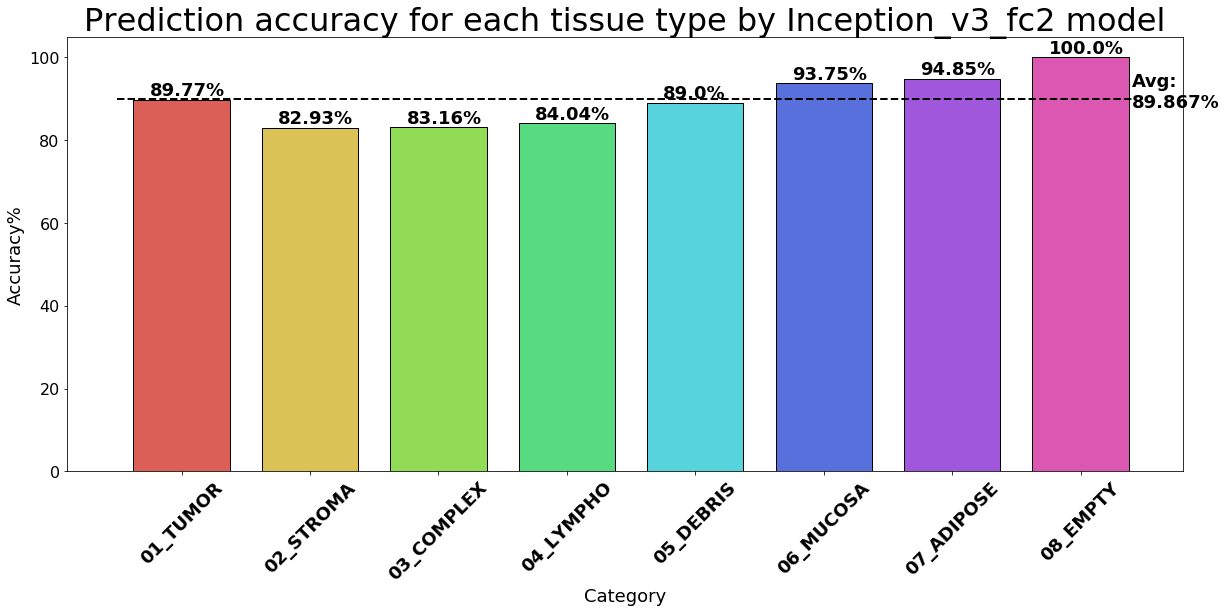 Prediction accuracy for each tissue type by Inception_v3_fc2 model
Accuracy%
100
80
60
40
20
0
89.77%
82.93%
83.16%
84.04%
89.0%
93.75%
94.85%
100.0%
Avg:
89.867%
01_TUMOR
02_STROMA
03_COMPLEX
04_LYMPHO
05_DEBRIS
06_MUCOSA
07_ADIPOSE
08_EMPTY
Category